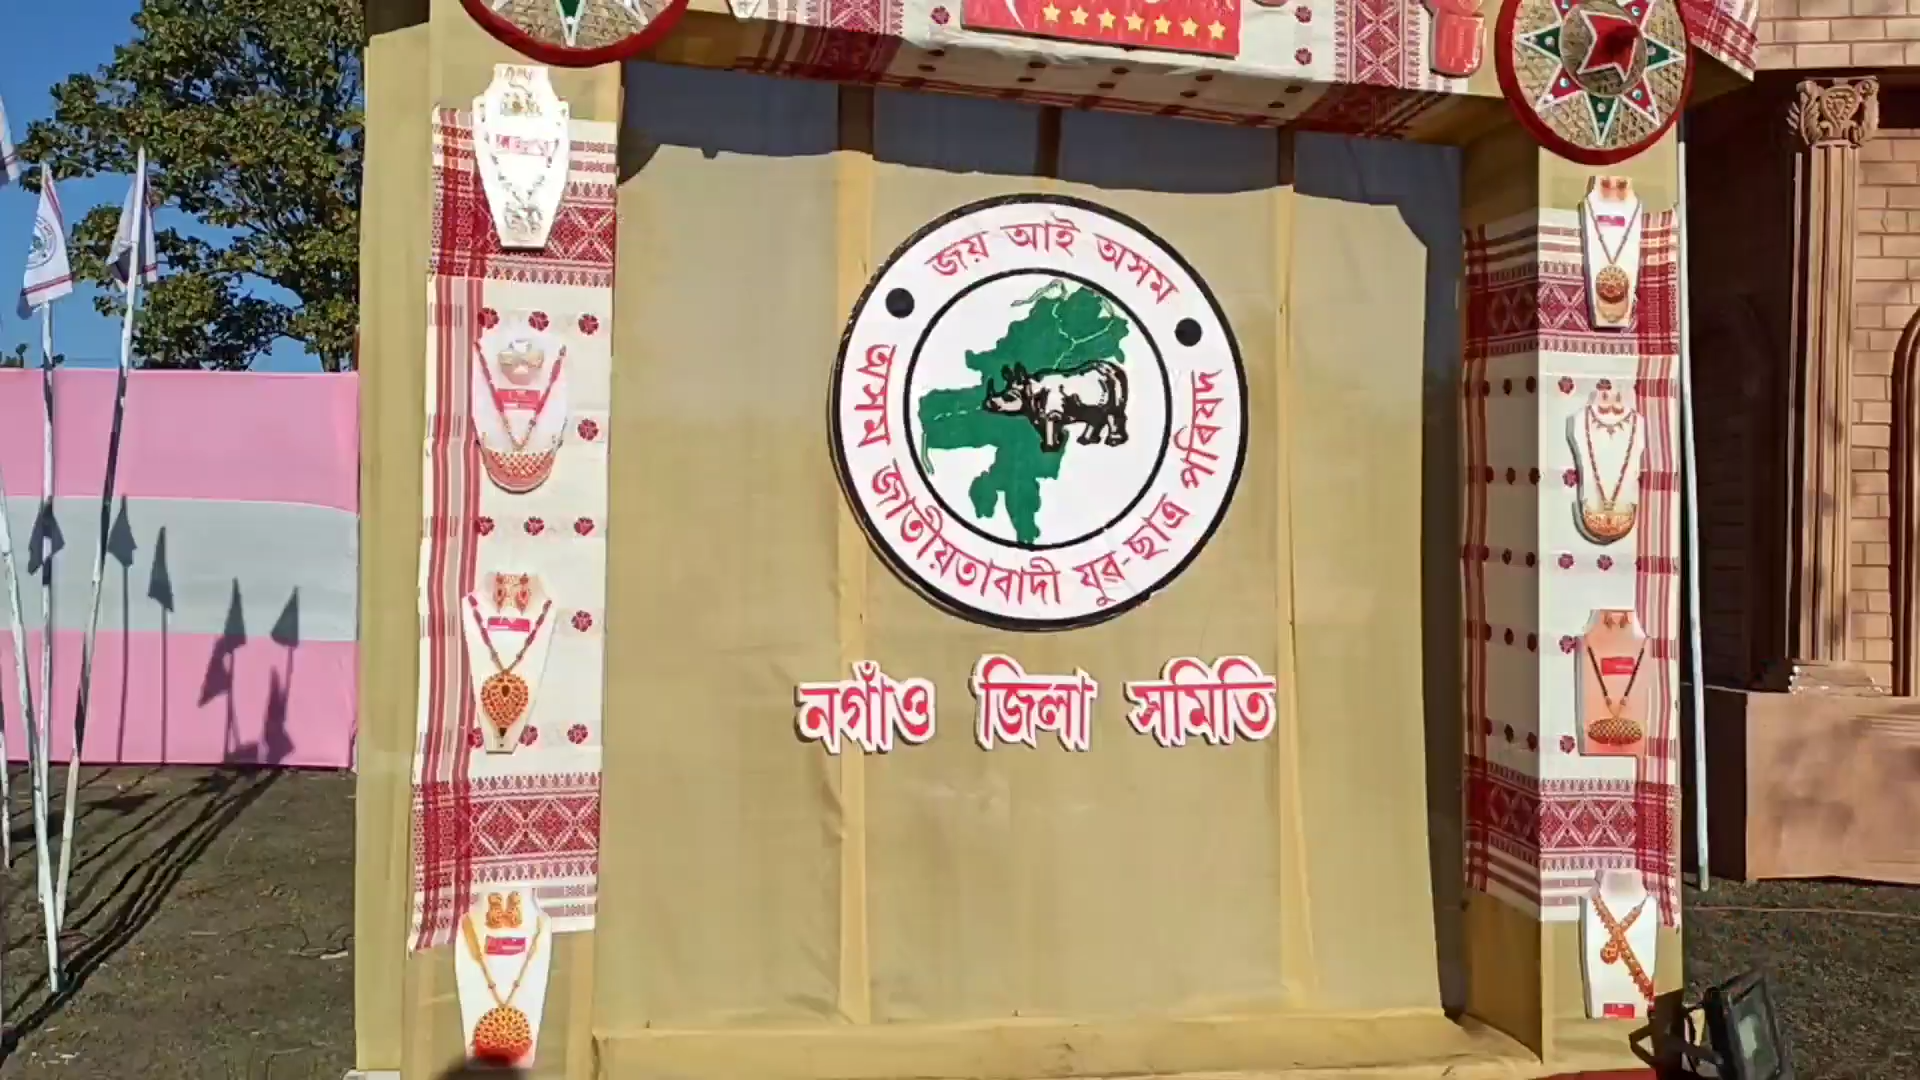 জয় আই অসম
অসম জাতীয়তাবাদী যুৱ-ছাত্ৰ পৰিষদ
নগাঁও জিলা সমিতি